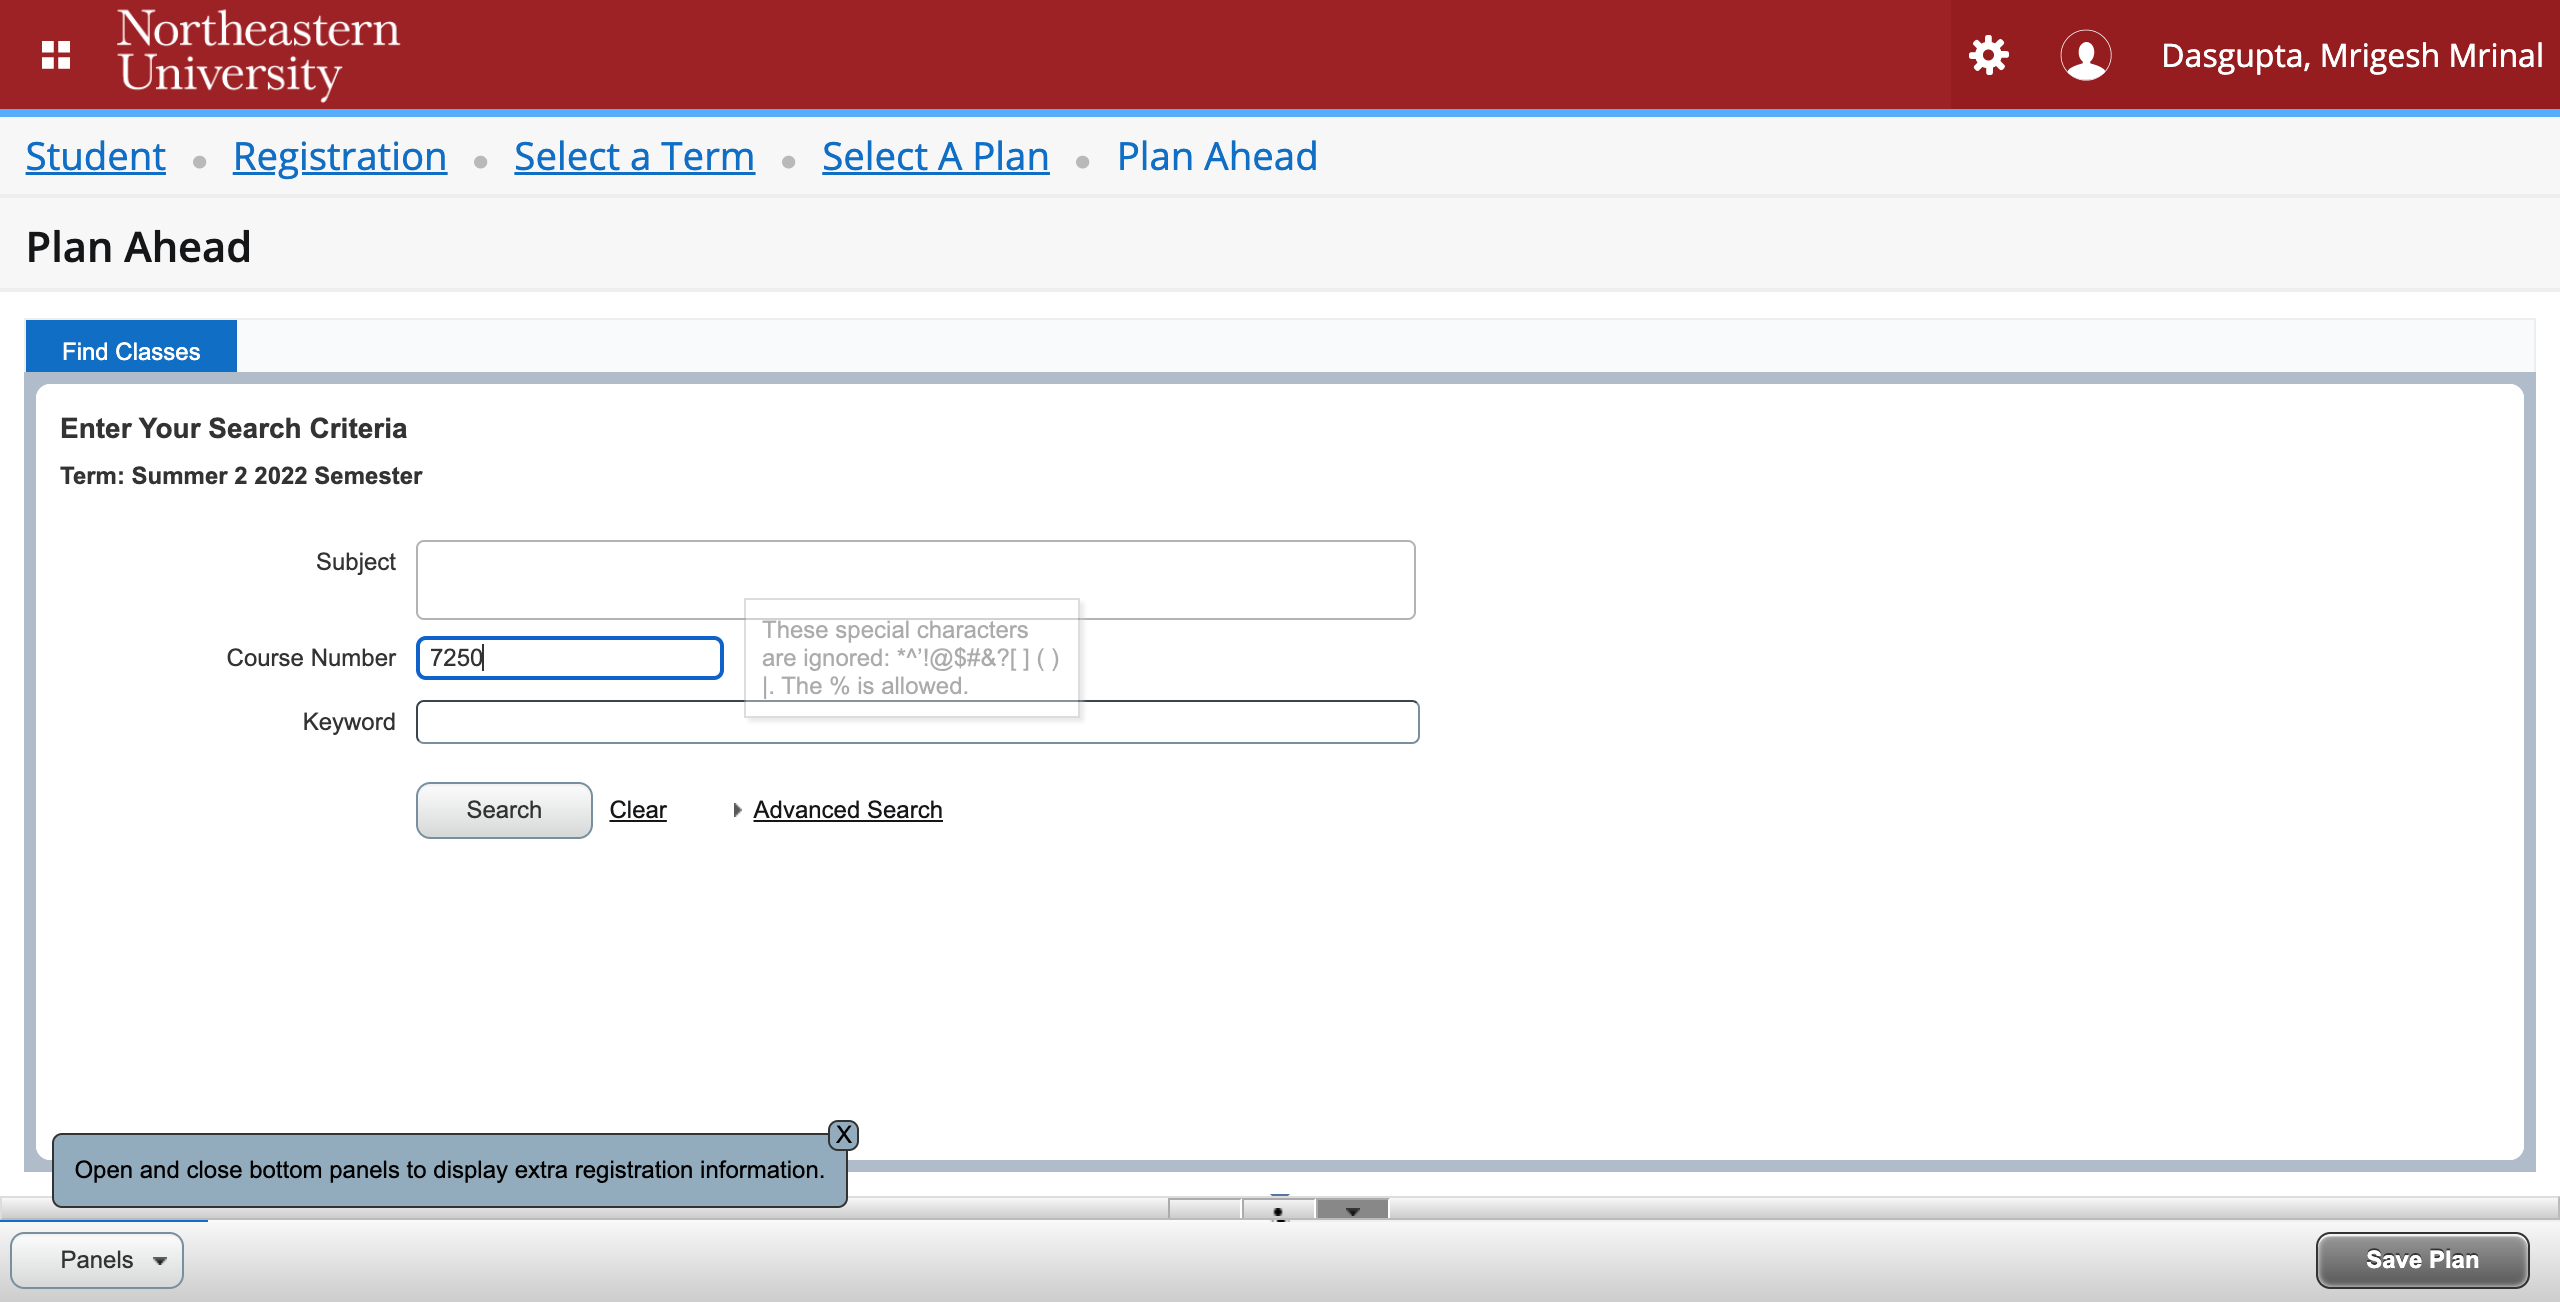 Northeastern
University
Dasgupta, Mrigesh Mrinal
Student • Registration • Select a Term • Select A Plan • Plan Ahead
Plan Ahead
Find Classes
Enter Your Search Criteria
Term: Summer 2 2022 Semester
Subject
Course Number 7250
These special characters
are ignored: *^'!@$#&?[ ] ( )
|. The % is allowed.
Keyword
Search Clear Advanced Search
X
Open and close bottom panels to display extra registration information.
Panels
Save Plan